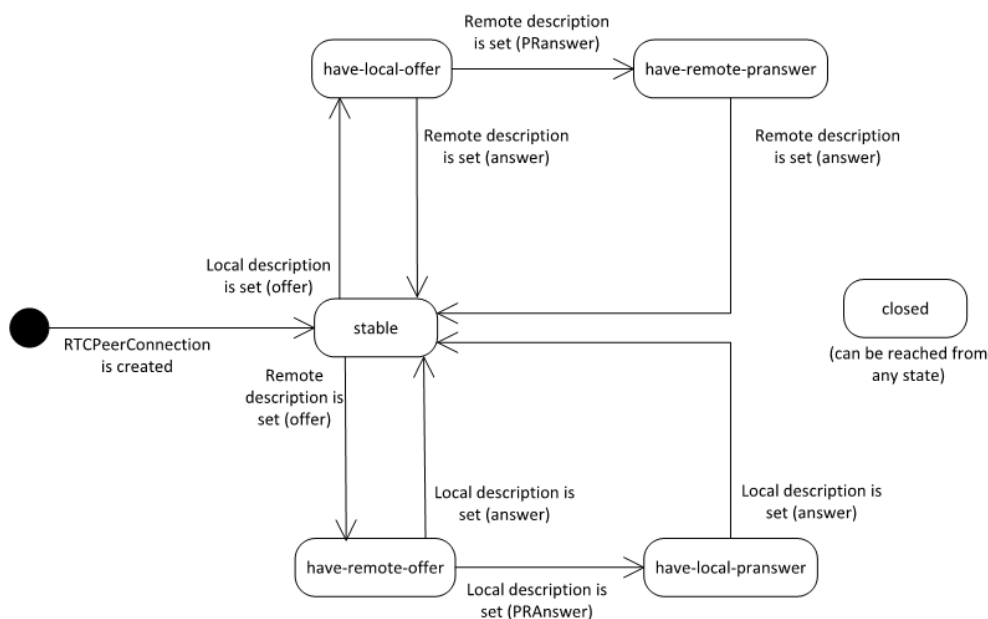 Remote description
is set (PRanswer)
have-local-offer
have-remote-pranswer
Remote description
is set (answer)
Remote description
is set (answer)
Local description
is set (offer)
stable
closed
RTCPeerConnection
is created
(can be reached from
any state)
Remote
description is
set (offer)
Local description is
set (answer)
Local description is
set (answer)
have-remote-offer
have-local-pranswer
Local description is
set (PRAnswer)